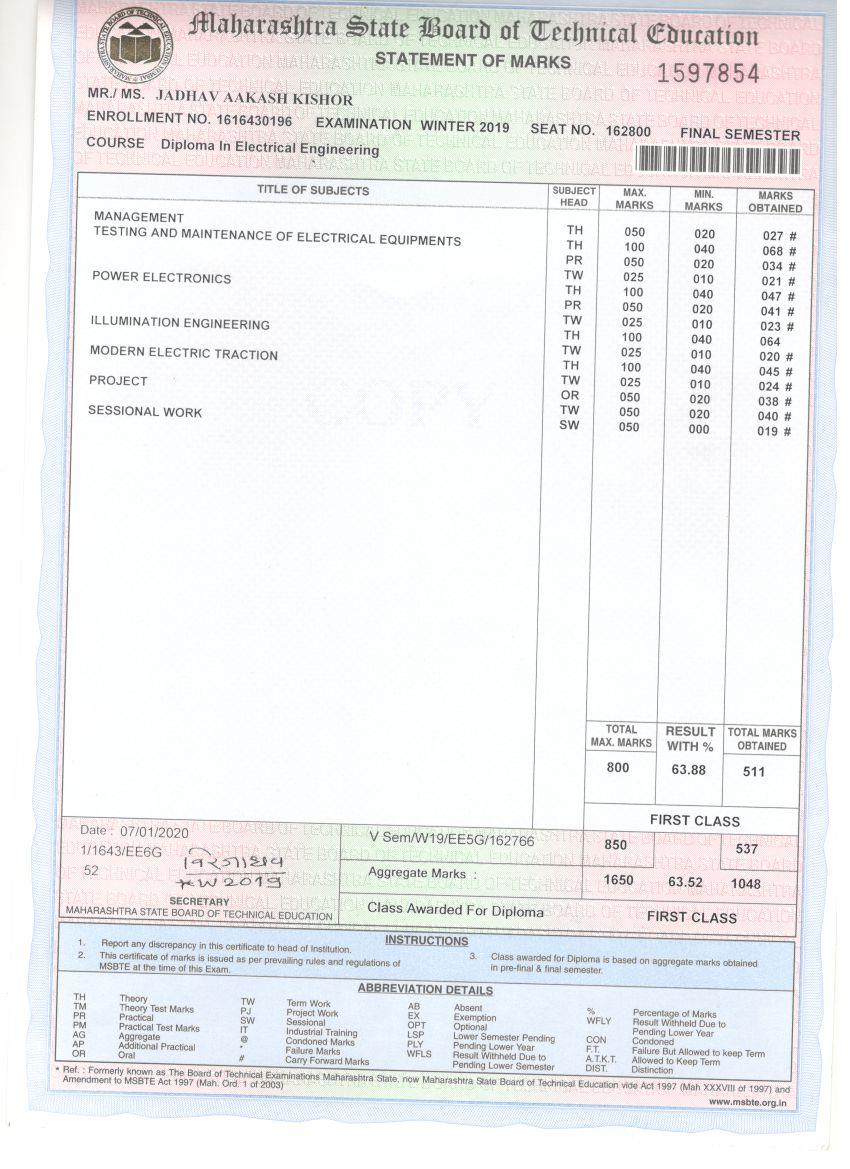 Maharashtra State Board of Technical Education
STATEMENT OF MARKS
1597854
MR./ MS. JADHAV AAKASH KISHOR
ENROLLMENT NO. 1616430196 EXAMINATION WINTER 2019 SEAT NO. 162800 FINAL SEMESTER
COURSE Diploma In Electrical Engineering
TITLE OF SUBJECTS SUBJECT HEAD MAX. MARKS MIN. MARKS MARKS OBTAINED
MANAGEMENT TH 050 020 027 #
TESTING AND MAINTENANCE OF ELECTRICAL EQUIPMENTS TH 100 040 068 #
PR 050 020 034 #
TW 025 010 021 #
POWER ELECTRONICS TH 100 040 047 #
PR 050 020 041 #
TW 025 010 023 #
ILLUMINATION ENGINEERING TH 100 040 064
TW 025 010 020 #
MODERN ELECTRIC TRACTION TH 100 040 045 #
TW 025 010 024 #
PROJECT OR 050 020 038 #
TW 050 020 040 #
SESSIONAL WORK SW 050 000 019 #
TOTAL MAX. MARKS RESULT WITH % TOTAL MARKS OBTAINED
800 63.88 511
FIRST CLASS
Date : 07/01/2020
1/1643/EE6G
52
W2019
SECRETARY
MAHARASHTRA STATE BOARD OF TECHNICAL EDUCATION
V Sem/W19/EE5G/162766 850 537
Aggregate Marks : 1650 63.52 1048
Class Awarded For Diploma FIRST CLASS
INSTRUCTIONS
1. Report any discrepancy in this certificate to head of Institution.
2. This certificate of marks is issued as per prevailing rules and regulations of
MSBTE at the time of this Exam.
3. Class awarded for Diploma is based on aggregate marks obtained
in pre-final & final semester.
ABBREVIATION DETAILS
TH Theory
TM Theory Test Marks
PR Practical
PM Practical Test Marks
AG Aggregate
AP Additional Practical
OR Oral
TW Term Work
PJ Project Work
SW Sessional
IT Industrial Training
@ Condoned Marks
* Failure Marks
# Carry Forward Marks
AB Absent
EX Exemption
OPT Optional
LSP Lower Semester Pending
PLY Pending Lower Year
WFLS Result Withheld Due to
Pending Lower Semester
% Percentage of Marks
WFLY Result Withheld Due to
Pending Lower Year
CON Condoned
F.T. Failure But Allowed to keep Term
A.T.K.T. Allowed to Keep Term
DIST. Distinction
* Ref. : Formerly known as The Board of Technical Examinations Maharashtra State, now Maharashtra State Board of Technical Education vide Act 1997 (Mah XXXVIII of 1997) and
Amendment to MSBTE Act 1997 (Mah. Ord. 1 of 2003)
www.msbte.org.in